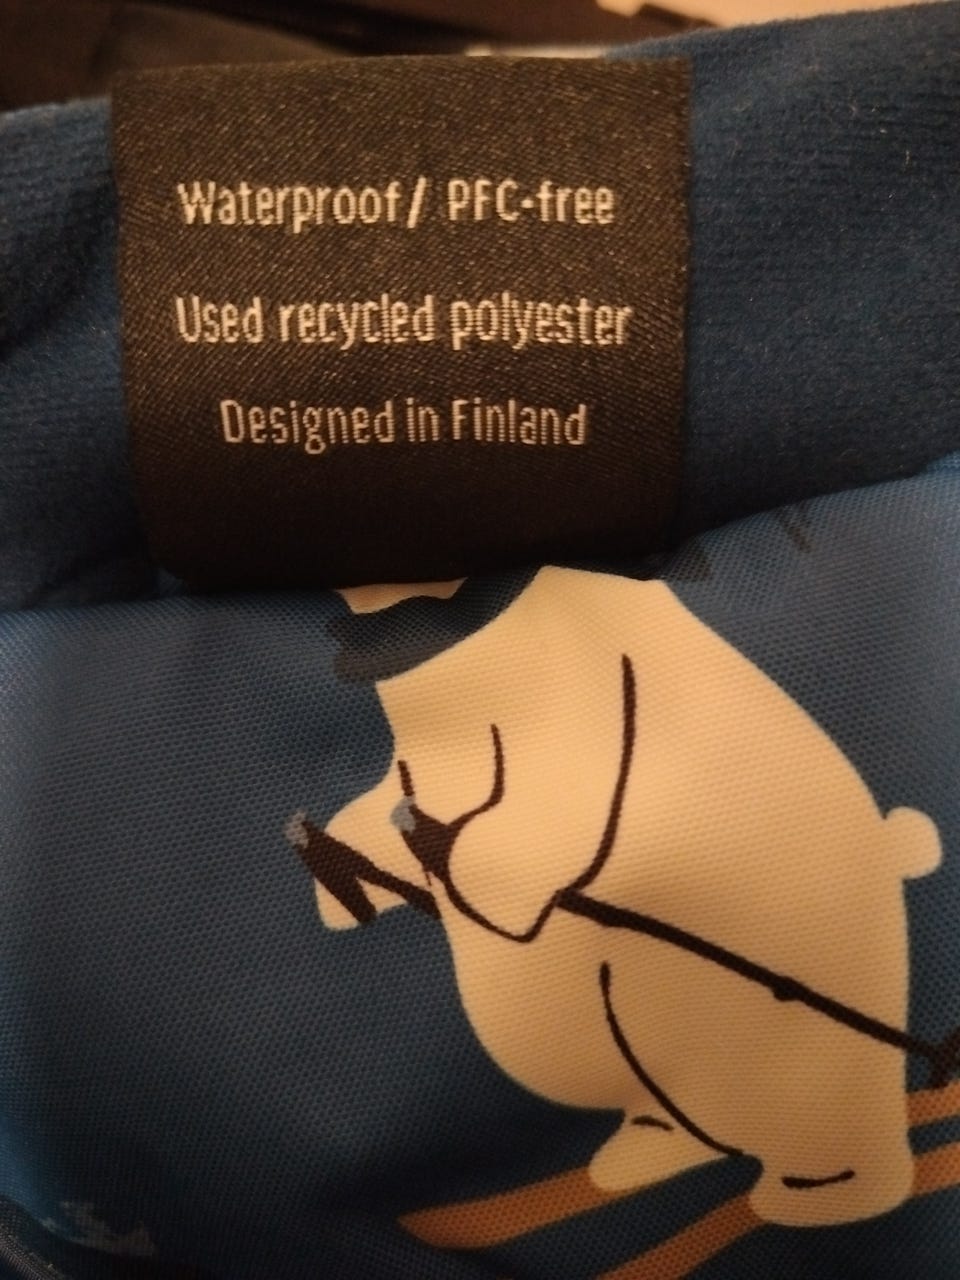 Waterproof/ PFC-free
Used recycled polyester
Designed in Finland